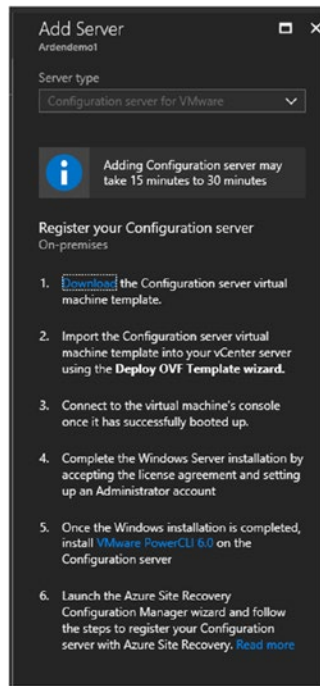 Add Server
Ardendemo1
Server type
Configuration server for VMware
Adding Configuration server may
take 15 minutes to 30 minutes
Register your Configuration server
On-premises
1. Download the Configuration server virtual
machine template.
2. Import the Configuration server virtual
machine template into your vCenter server
using the Deploy OVF Template wizard.
3. Connect to the virtual machine's console
once it has successfully booted up.
4. Complete the Windows Server installation by
accepting the license agreement and setting
up an Administrator account
5. Once the Windows installation is completed,
install VMware PowerCLI 6.0 on the
Configuration server
6. Launch the Azure Site Recovery
Configuration Manager wizard and follow
the steps to register your Configuration
server with Azure Site Recovery. Read more